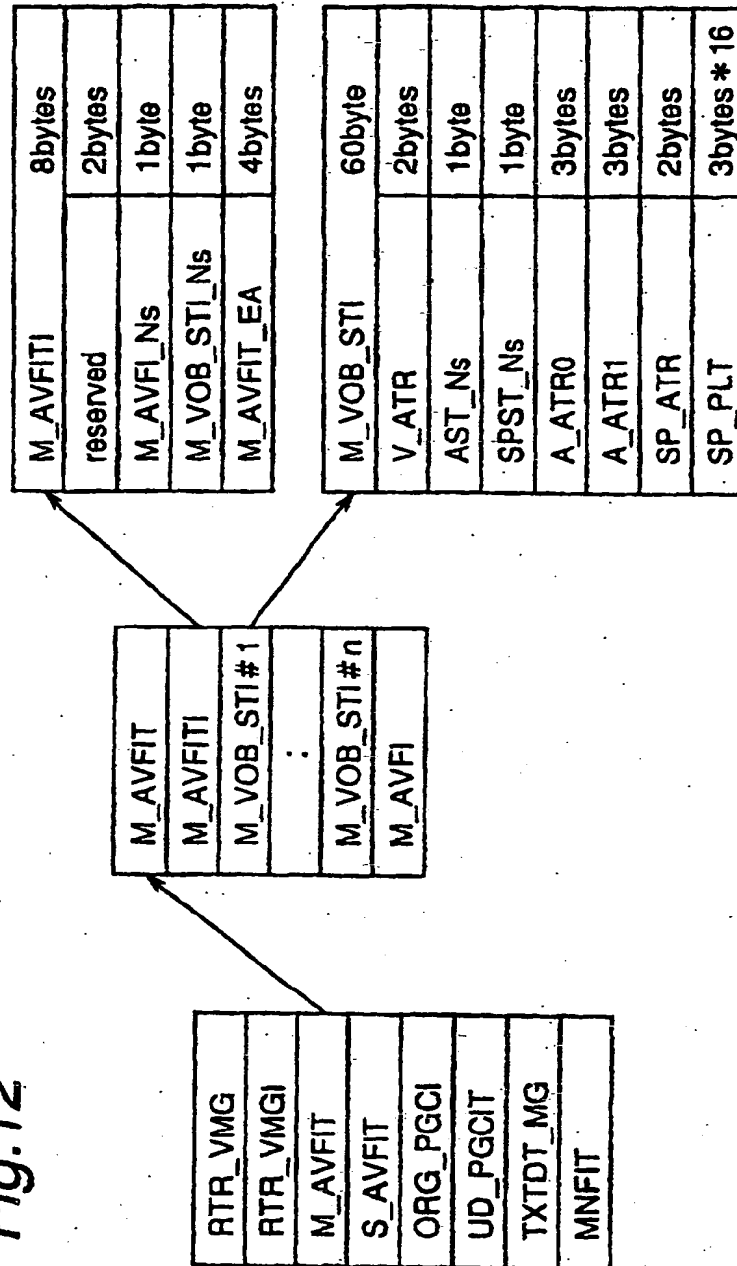 Fig.12
RTR_VMG
RTR_VMGI
M_AVFIT
S_AVFIT
ORG_PGCI
UD_PGCIT
TXTDT_MG
MNFIT
M_AVFIT
M_AVFITI
M_VOB_STI#1
:
M_VOB_STI#n
M_AVFI
M_AVFITI 8bytes
reserved 2bytes
M_AVFI_Ns 1byte
M_VOB_STI_Ns 1byte
M_AVFIT_EA 4bytes
M_VOB_STI 60byte
V_ATR 2bytes
AST_Ns 1byte
SPST_Ns 1byte
A_ATR0 3bytes
A_ATR1 3bytes
SP_ATR 2bytes
SP_PLT 3bytes*16